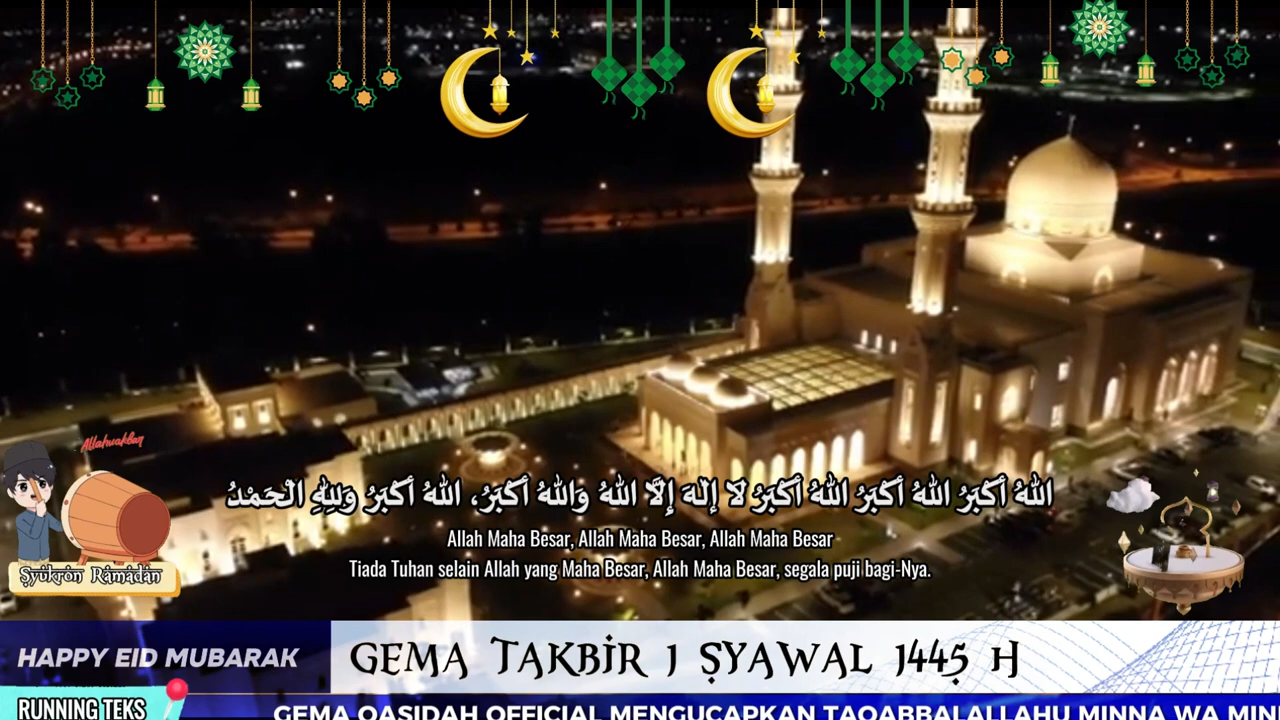 Allahuakbar
اللهُ أَكْبَرُ اللهُ أَكْبَرُ اللهُ أَكْبَرُ لَا إِلٰهَ إِلَّا اللهُ وَاللهُ أَكْبَرُ، اللهُ أَكْبَرُ وَلِلّٰهِ الْحَمْدُ
Allah Maha Besar, Allah Maha Besar, Allah Maha Besar
Tiada Tuhan selain Allah yang Maha Besar, Allah Maha Besar, segala puji bagi-Nya.
Syukron Ramadan
HAPPY EID MUBARAK
GEMA TAKBIR 1 SYAWAL 1445 H
RUNNING TEKS
GEMA QASIDAH OFFICIAL MENGUCAPKAN TAQABBALALLAHU MINNA WA MIN